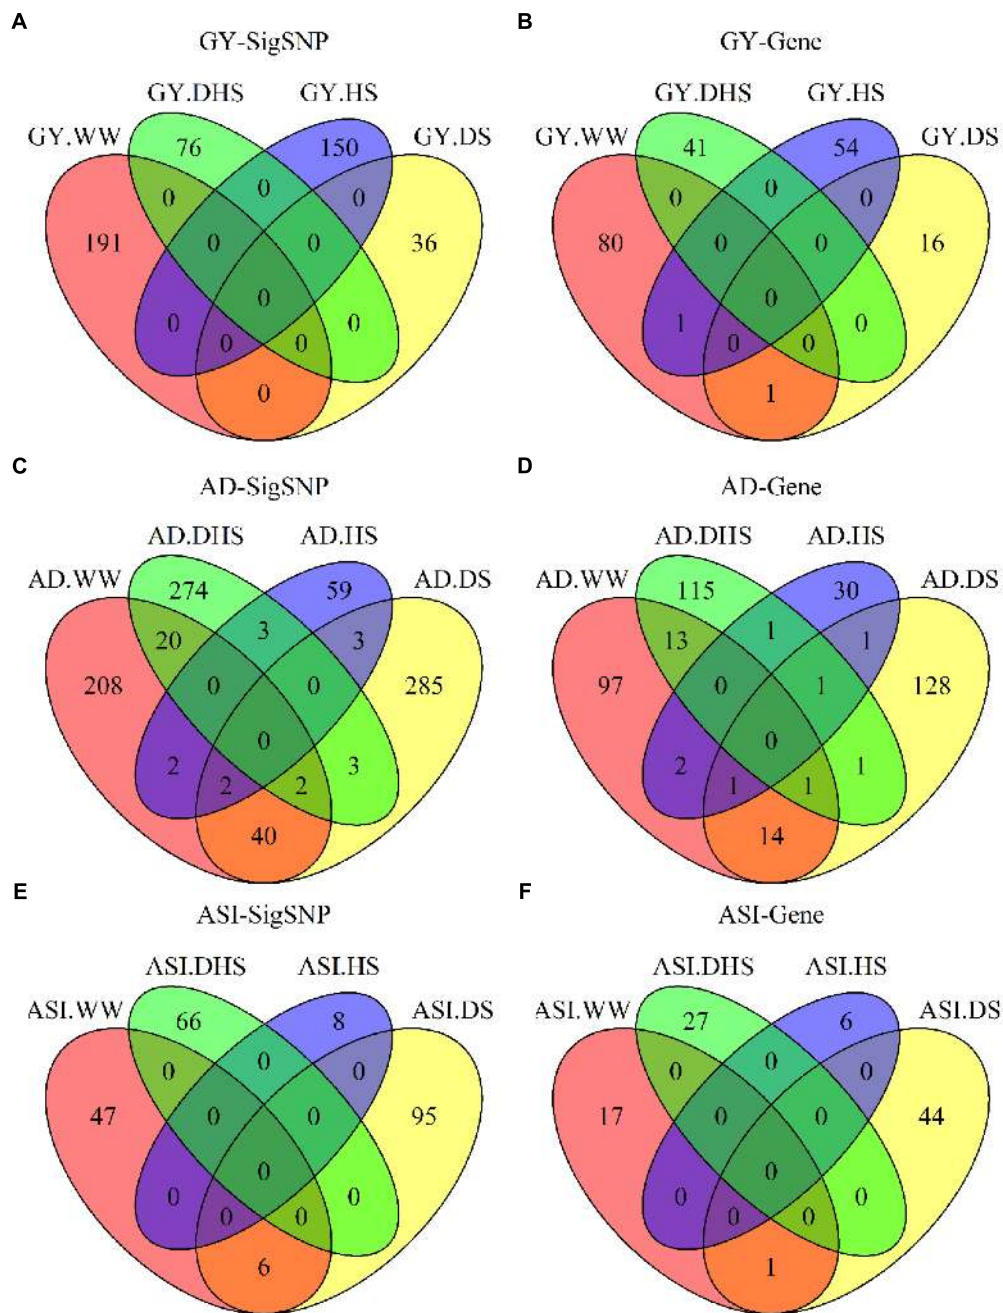 A
B
GY-SigSNP
GY-Gene
GY.DHS
GY.HS
GY.DHS
GY.HS
GY.WW
GY.DS
GY.WW
GY.DS
76
150
41
54
0
0
0
0
0
0
191
0
0
36
80
0
0
16
0
0
0
0
1
0
0
0
0
0
0
1
C
D
AD-SigSNP
AD-Gene
AD.DHS
AD.HS
AD.DHS
AD.HS
AD.WW
AD.DS
AD.WW
AD.DS
274
59
115
30
20
3
3
13
1
1
208
0
0
285
97
0
1
128
0
0
2
3
2
1
2
2
1
1
40
14
E
F
ASI-SigSNP
ASI-Gene
ASI.DHS
ASI.HS
ASI.DHS
ASI.HS
ASI.WW
ASI.DS
ASI.WW
ASI.DS
66
8
27
6
0
0
0
0
0
0
47
0
0
95
17
0
0
44
0
0
0
0
0
0
0
0
0
0
6
1